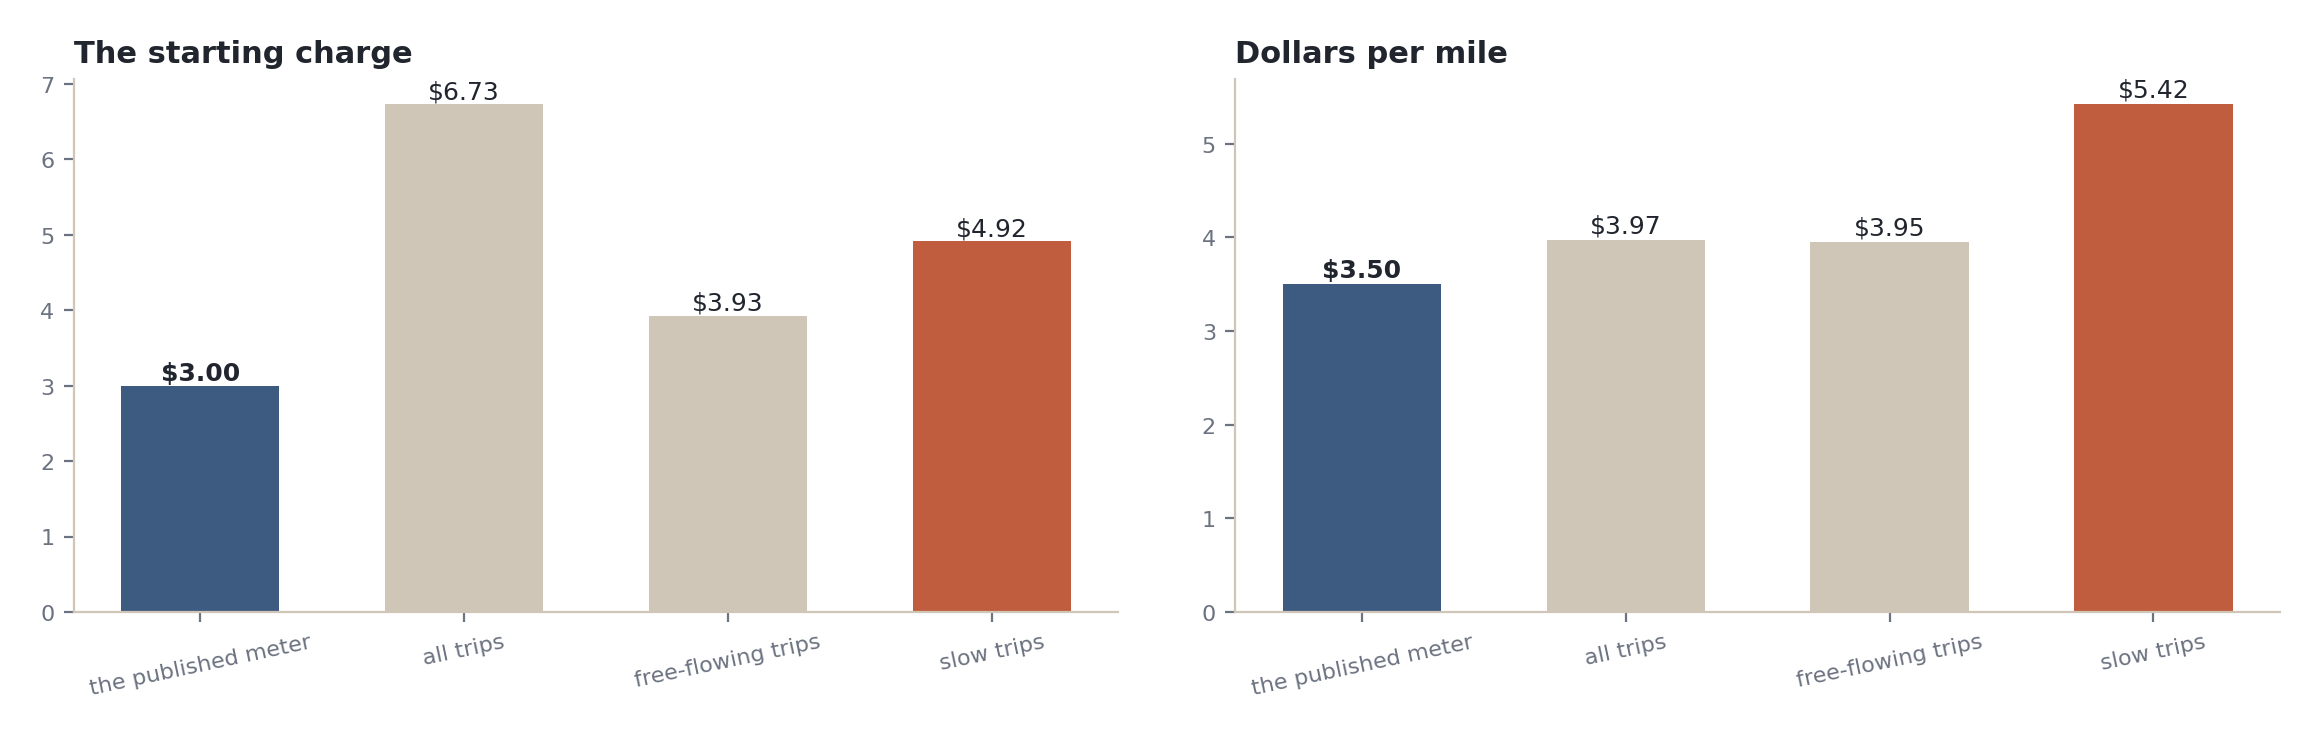 The starting charge
7
6
5
4
3
2
1
0
$3.00
$6.73
$3.93
$4.92
the published meter
all trips
free-flowing trips
slow trips
Dollars per mile
5
4
3
2
1
0
$3.50
$3.97
$3.95
$5.42
the published meter
all trips
free-flowing trips
slow trips